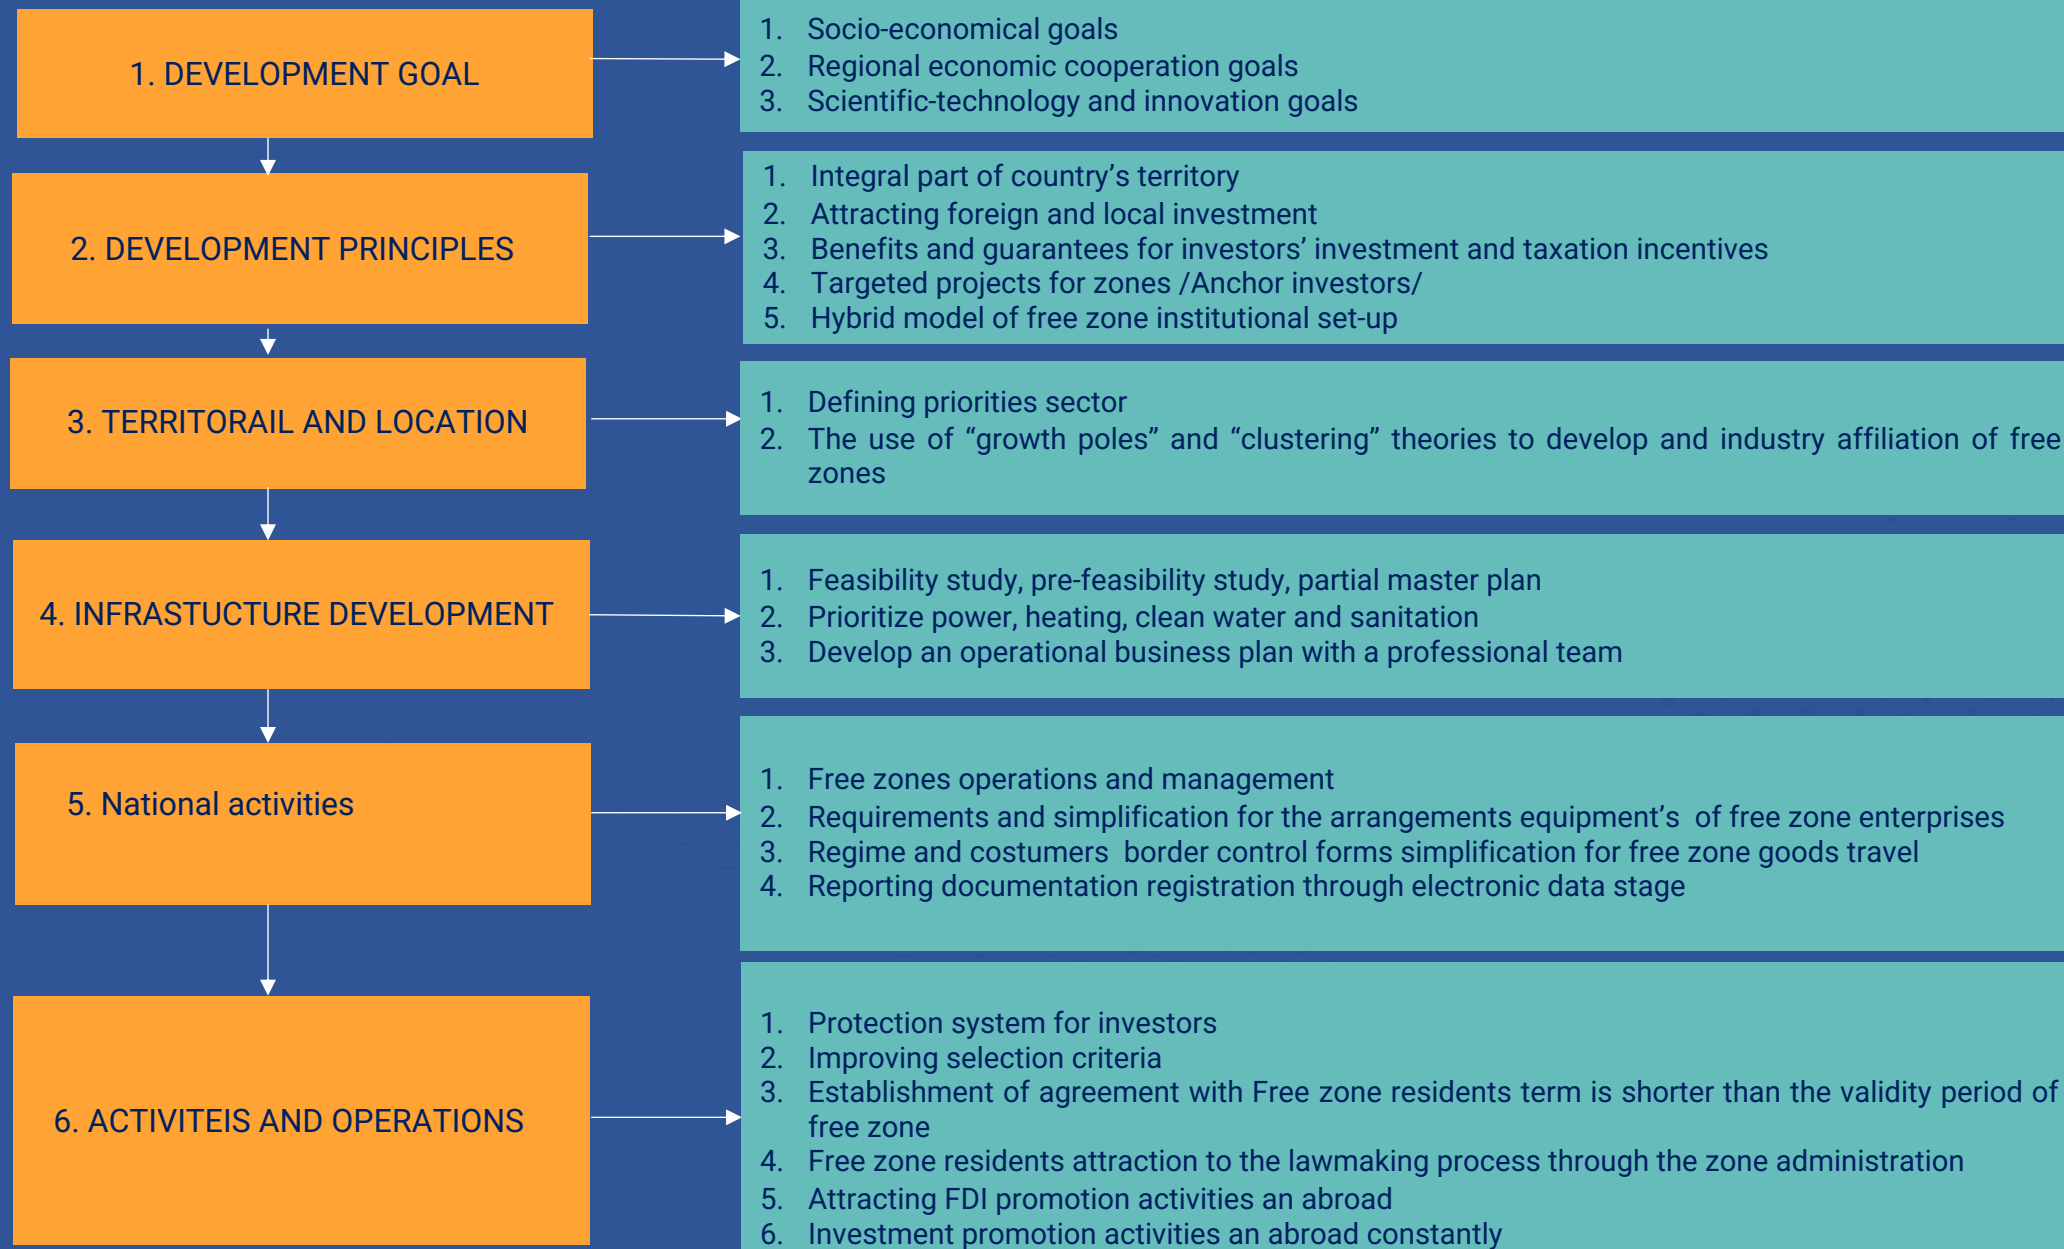 1. DEVELOPMENT GOAL
1. Socio-economical goals
2. Regional economic cooperation goals
3. Scientific-technology and innovation goals
2. DEVELOPMENT PRINCIPLES
1. Integral part of country’s territory
2. Attracting foreign and local investment
3. Benefits and guarantees for investors’ investment and taxation incentives
4. Targeted projects for zones /Anchor investors/
5. Hybrid model of free zone institutional set-up
3. TERRITORAIL AND LOCATION
1. Defining priorities sector
2. The use of “growth poles” and “clustering” theories to develop and industry affiliation of free
zones
4. INFRASTUCTURE DEVELOPMENT
1. Feasibility study, pre-feasibility study, partial master plan
2. Prioritize power, heating, clean water and sanitation
3. Develop an operational business plan with a professional team
5. National activities
1. Free zones operations and management
2. Requirements and simplification for the arrangements equipment’s of free zone enterprises
3. Regime and costumers border control forms simplification for free zone goods travel
4. Reporting documentation registration through electronic data stage
6. ACTIVITEIS AND OPERATIONS
1. Protection system for investors
2. Improving selection criteria
3. Establishment of agreement with Free zone residents term is shorter than the validity period of
free zone
4. Free zone residents attraction to the lawmaking process through the zone administration
5. Attracting FDI promotion activities an abroad
6. Investment promotion activities an abroad constantly